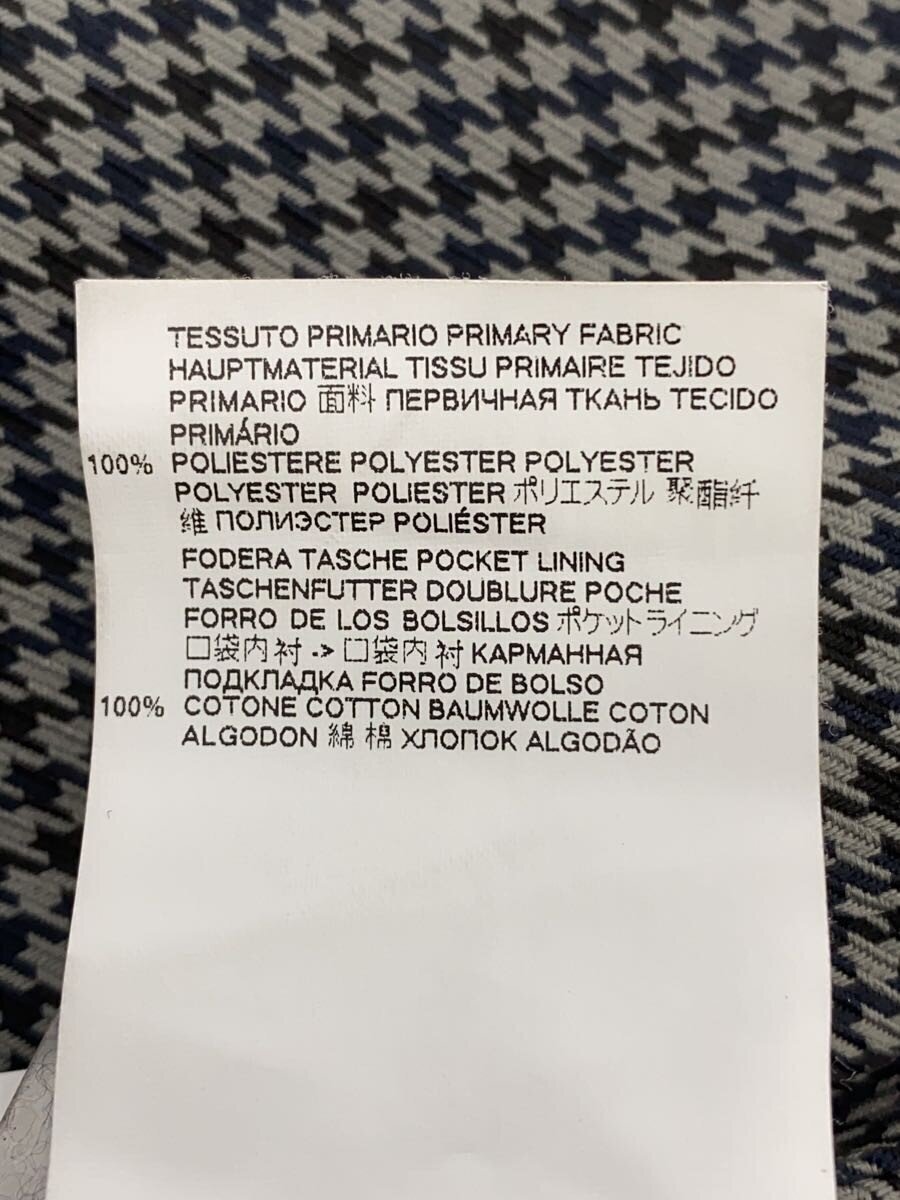 TESSUTO PRIMARIO PRIMARY FABRIC
HAUPTMATERIAL TISSU PRIMAIRE TEJIDO
PRIMARIO 面料 ПЕРВИЧНАЯ ТКАНЬ TECIDO
PRIMÁRIO
100% POLIESTERE POLYESTER POLYESTER
POLYESTER POLIESTER ポリエステル 聚酯纤
维 ПОЛИЭСТЕР POLIÉSTER
FODERA TASCHE POCKET LINING
TASCHENFUTTER DOUBLURE POCHE
FORRO DE LOS BOLSILLOS ポケットライニング
口袋内衬 -> 口袋内衬 КАРМАННАЯ
ПОДКЛАДКА FORRO DE BOLSO
100% COTONE COTTON BAUMWOLLE COTON
ALGODON 綿 棉 ХЛОПОК ALGODÃO